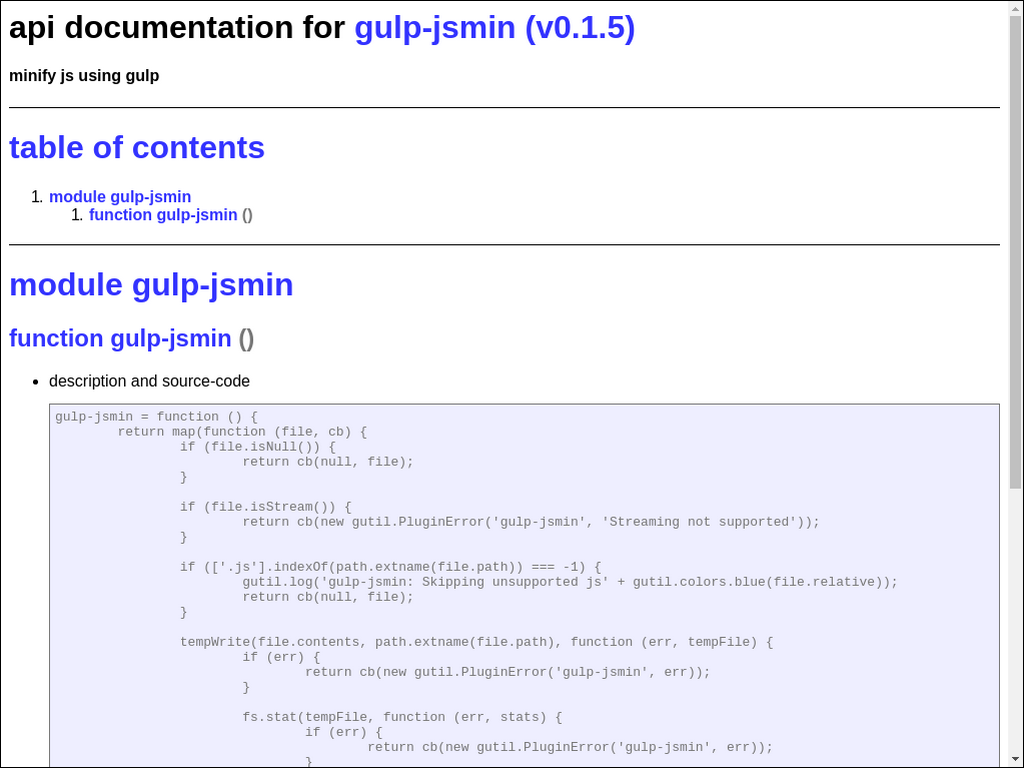 api documentation for gulp-jsmin (v0.1.5)
minify js using gulp
table of contents
1. module gulp-jsmin
1. function gulp-jsmin ()
module gulp-jsmin
function gulp-jsmin ()
• description and source-code
gulp-jsmin = function () {
        return map(function (file, cb) {
                if (file.isNull()) {
                        return cb(null, file);
                }
                if (file.isStream()) {
                        return cb(new gutil.PluginError('gulp-jsmin', 'Streaming not supported'));
                }
                if (['.js'].indexOf(path.extname(file.path)) === -1) {
                        gutil.log('gulp-jsmin: Skipping unsupported js' + gutil.colors.blue(file.relative));
                        return cb(null, file);
                }
                tempWrite(file.contents, path.extname(file.path), function (err, tempFile) {
                        if (err) {
                                return cb(new gutil.PluginError('gulp-jsmin', err));
                        }
                        fs.stat(tempFile, function (err, stats) {
                                if (err) {
                                        return cb(new gutil.PluginError('gulp-jsmin', err));
                                }